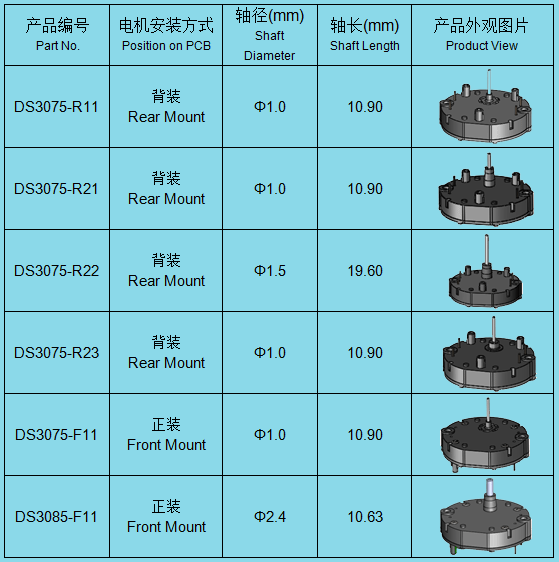 产品编号 电机安装方式 轴径(mm) 轴长(mm) 产品外观图片
Part No. Position on PCB Shaft Diameter Shaft Length Product View
DS3075-R11 背装 Rear Mount Φ1.0 10.90
DS3075-R21 背装 Rear Mount Φ1.0 10.90
DS3075-R22 背装 Rear Mount Φ1.5 19.60
DS3075-R23 背装 Rear Mount Φ1.0 10.90
DS3075-F11 正装 Front Mount Φ1.0 10.90
DS3085-F11 正装 Front Mount Φ2.4 10.63